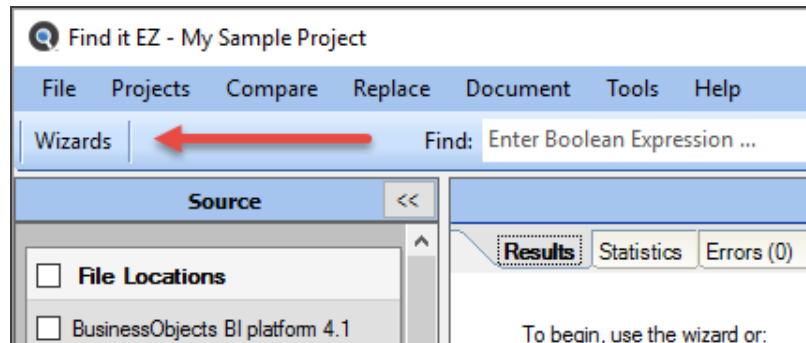 Find it EZ - My Sample Project
File Projects Compare Replace Document Tools Help
Wizards Find: Enter Boolean Expression ...
Source <<
Results Statistics Errors (0)
File Locations
BusinessObjects BI platform 4.1
To begin, use the wizard or: